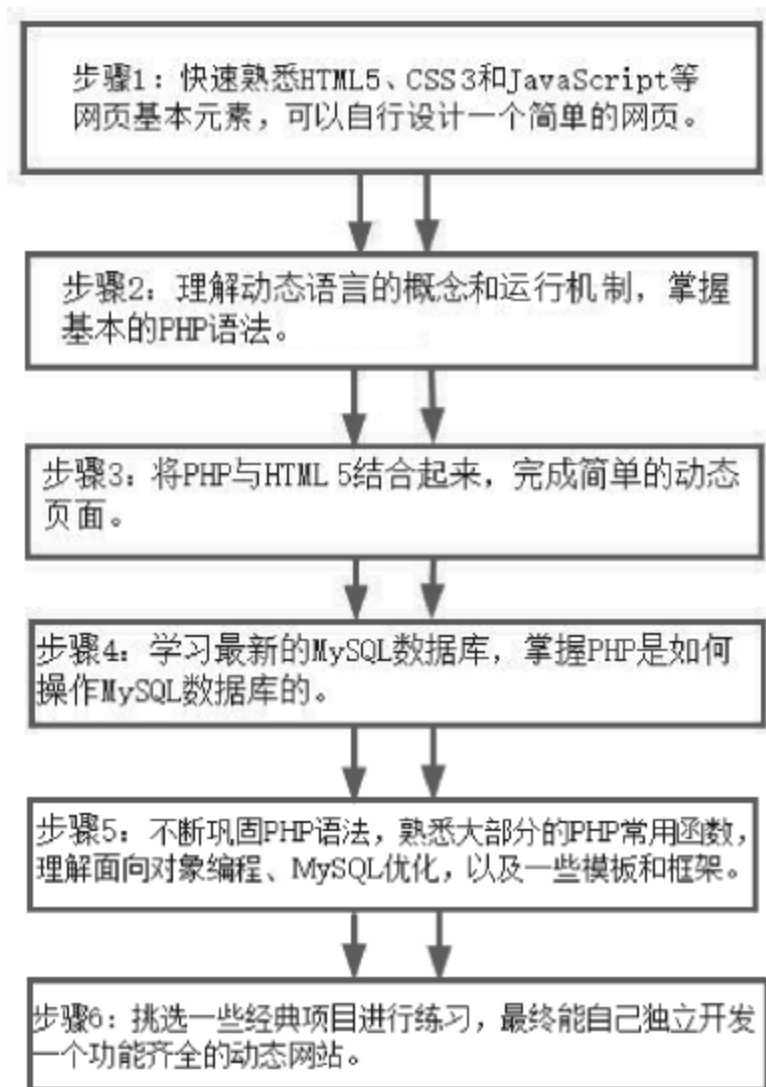 步骤1：快速熟悉HTML5、CSS3和JavaScript等
网页基本元素，可以自行设计一个简单的网页。
步骤2：理解动态语言的概念和运行机制，掌握
基本的PHP语法。
步骤3：将PHP与HTML 5结合起来，完成简单的动态
页面。
步骤4：学习最新的MySQL数据库，掌握PHP是如何
操作MySQL数据库的。
步骤5：不断巩固PHP语法，熟悉大部分的PHP常用函数，
理解面向对象编程、MySQL优化，以及一些模板和框架。
步骤6：挑选一些经典项目进行练习，最终能自己独立开发
一个功能齐全的动态网站。